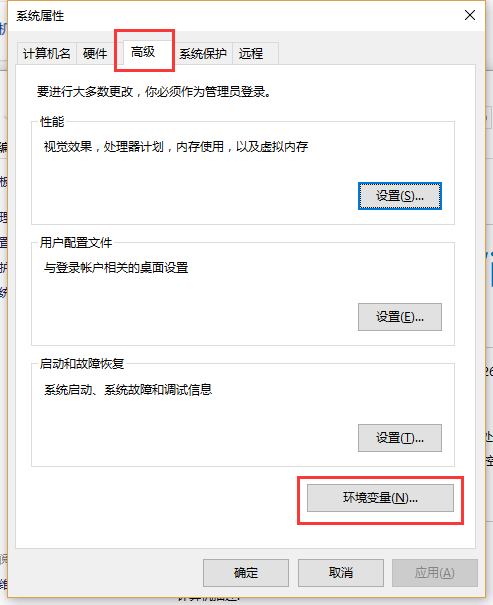 系统属性
计算机名 硬件 高级 系统保护 远程
要进行大多数更改，你必须作为管理员登录。
性能
视觉效果，处理器计划，内存使用，以及虚拟内存
设置(S)...
用户配置文件
与登录帐户相关的桌面设置
设置(E)...
启动和故障恢复
系统启动、系统故障和调试信息
设置(T)...
环境变量(N)...
确定 取消 应用(A)